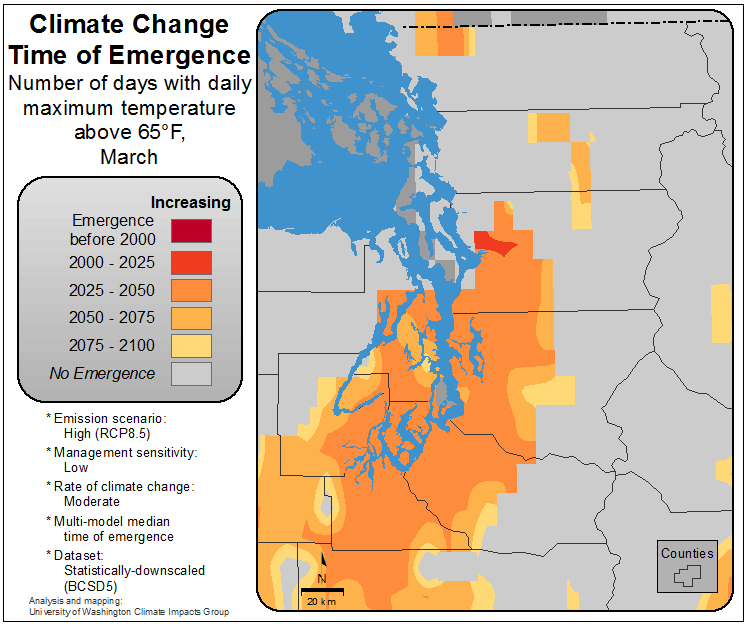 Climate Change
Time of Emergence
Number of days with daily
maximum temperature
above 65°F,
March
Increasing
Emergence
before 2000
2000 - 2025
2025 - 2050
2050 - 2075
2075 - 2100
No Emergence
* Emission scenario:
High (RCP8.5)
* Management sensitivity:
Low
* Rate of climate change:
Moderate
* Multi-model median
time of emergence
* Dataset:
Statistically-downscaled
(BCSD5)
Analysis and mapping:
University of Washington Climate Impacts Group
N
20 km
Counties